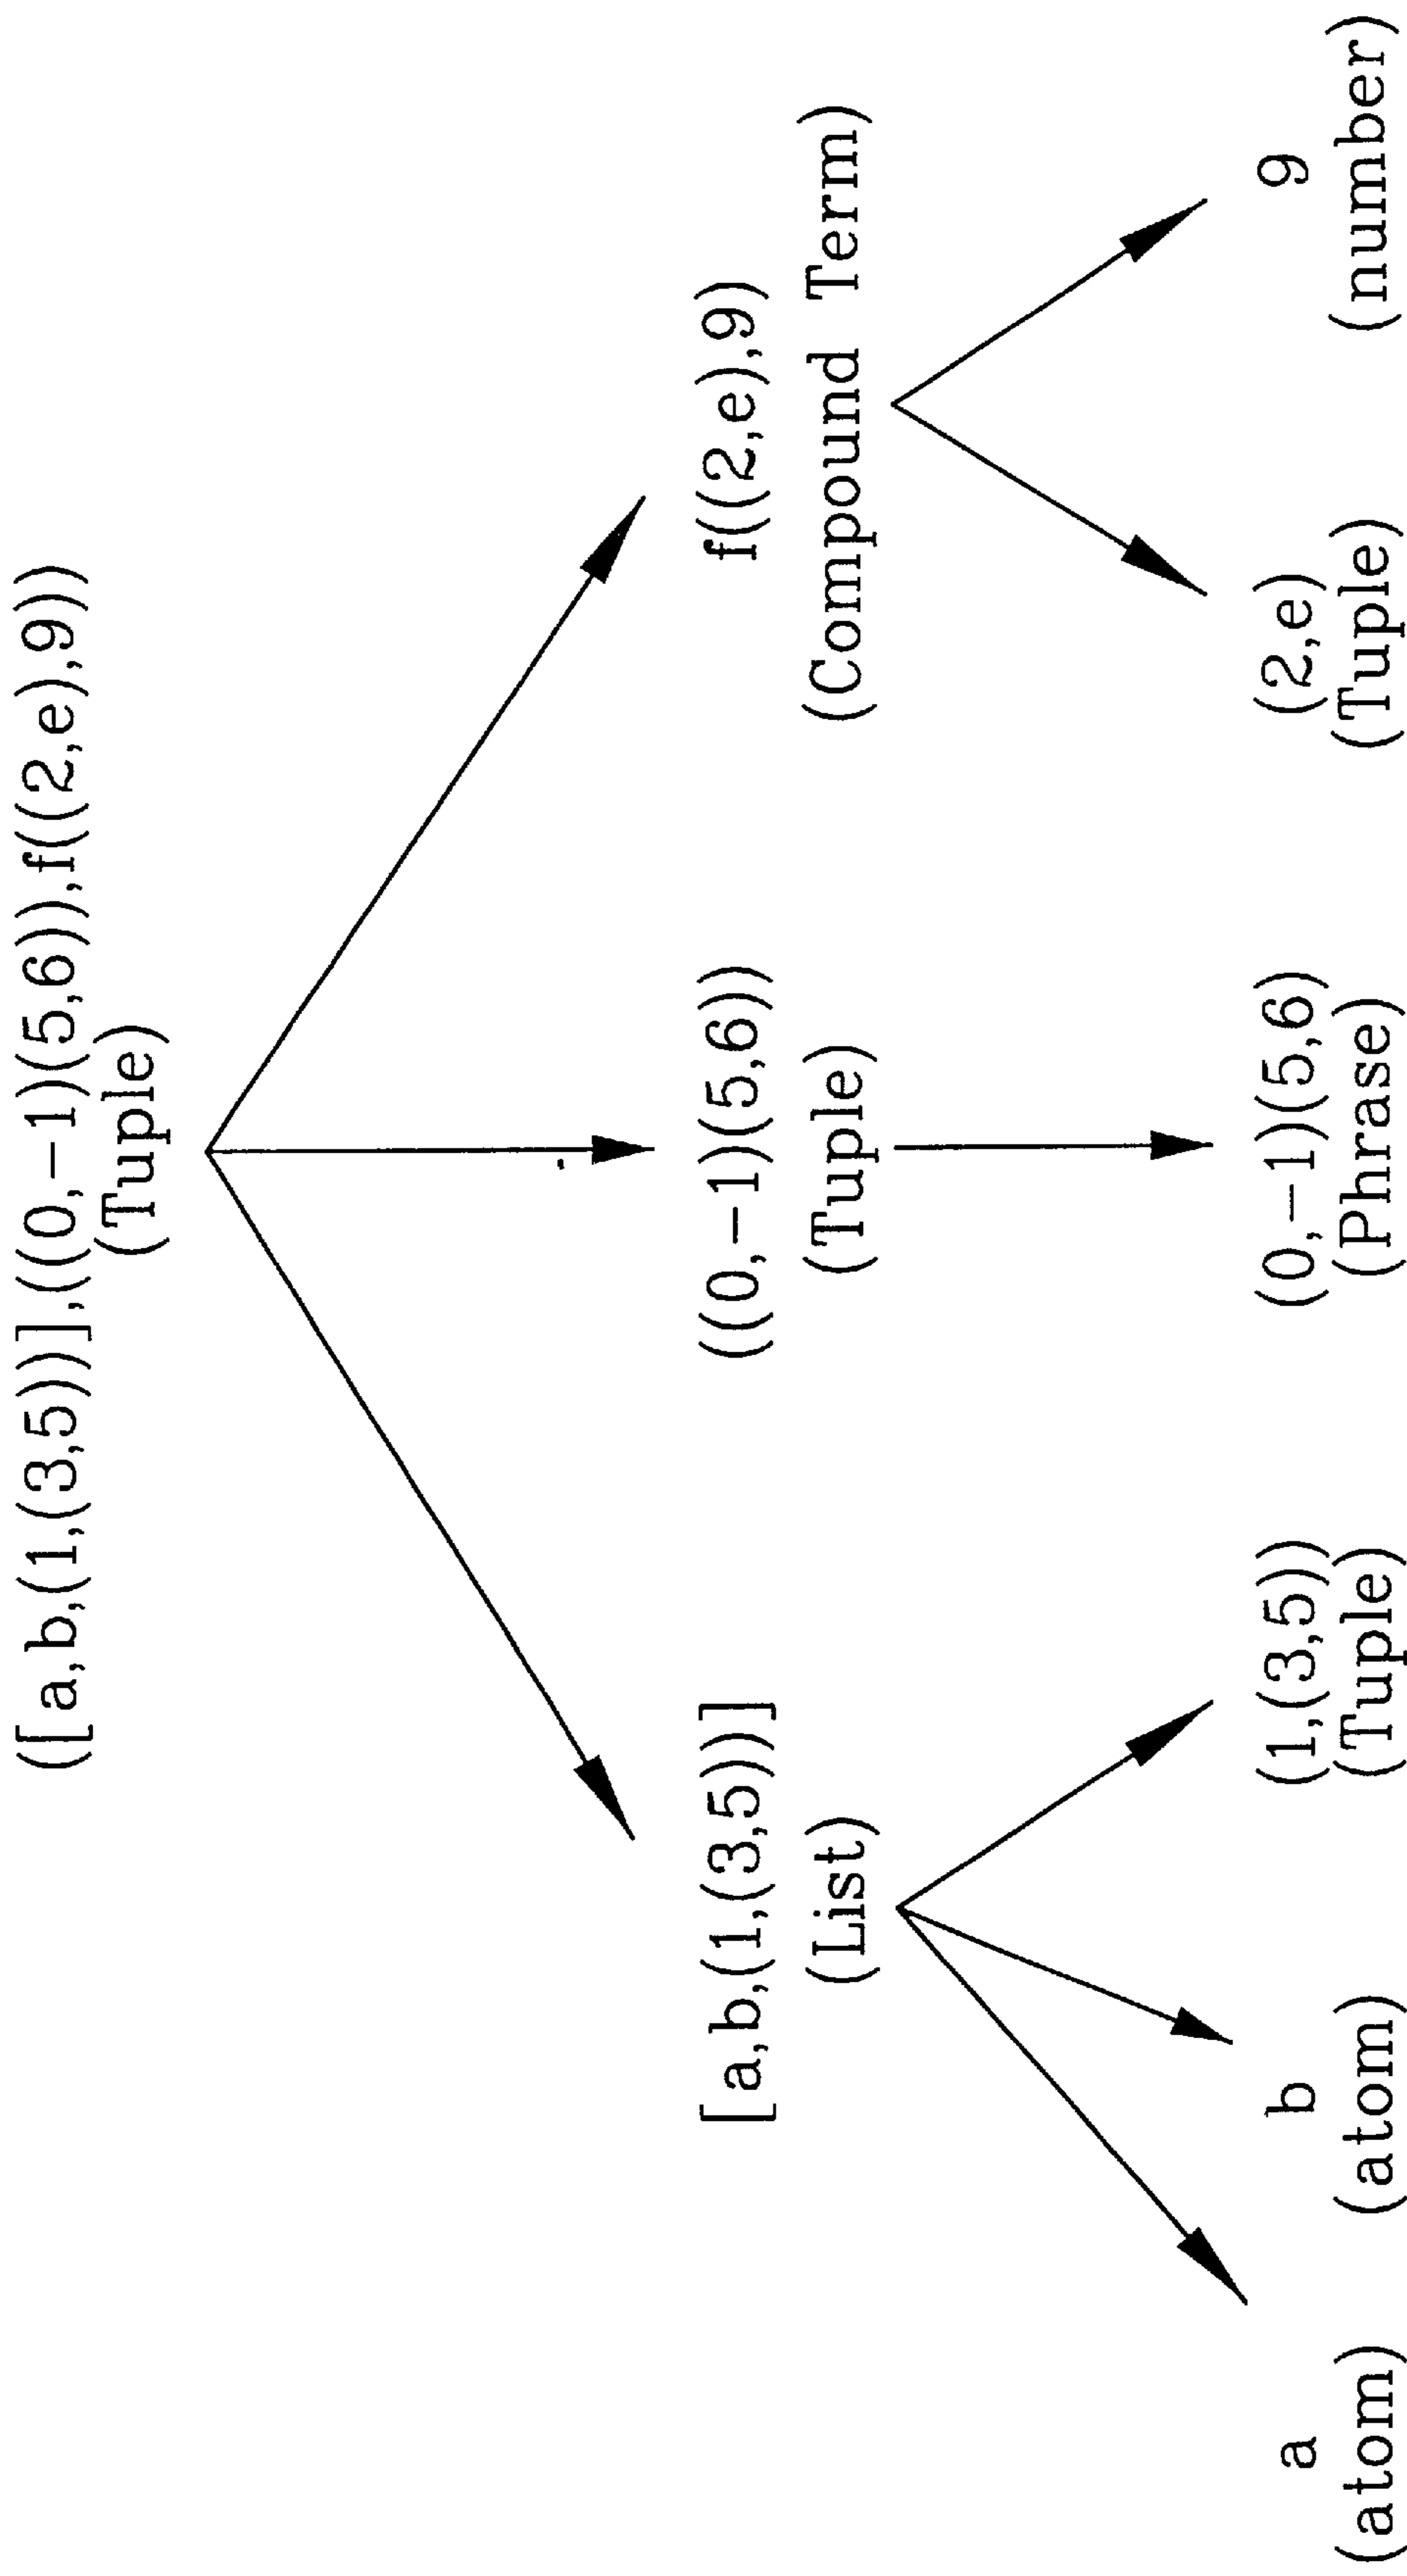 ([a,b,(1,(3,5))],((0,−1)(5,6)),f((2,e),9))
(Tuple)
[a,b,(1,(3,5))]
(List)
((0,−1)(5,6))
(Tuple)
f((2,e),9)
(Compound Term)
a
(atom)
b
(atom)
(1,(3,5))
(Tuple)
(0,−1)(5,6)
(Phrase)
(2,e)
(Tuple)
9
(number)